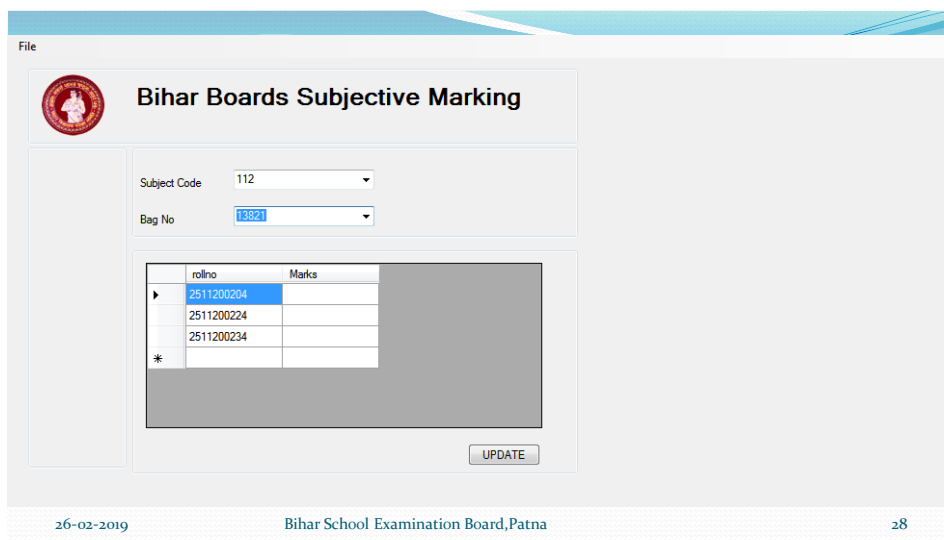 File
Bihar Boards Subjective Marking
Subject Code 112
Bag No 13821
rollno Marks
2511200204
2511200224
2511200234
UPDATE
26-02-2019 Bihar School Examination Board,Patna 28